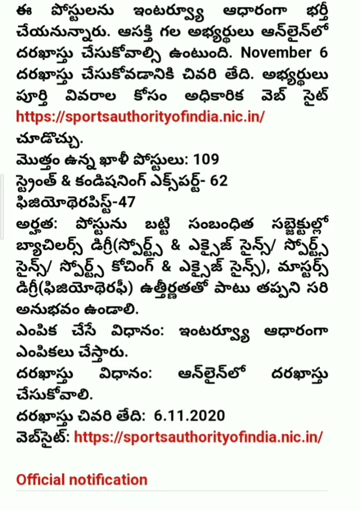 ఈ పోస్టులను ఇంటర్వ్యూ ఆధారంగా భర్తీ
చేయనున్నారు. ఆసక్తి గల అభ్యర్థులు ఆన్‌లైన్‌లో
దరఖాస్తు చేసుకోవాల్సి ఉంటుంది. November 6
దరఖాస్తు చేసుకోవడానికి చివరి తేది. అభ్యర్థులు
పూర్తి వివరాల కోసం అధికారిక వెబ్ సైట్
https://sportsauthorityofindia.nic.in/
చూడొచ్చు.
మొత్తం ఉన్న ఖాళీ పోస్టులు: 109
స్ట్రెంత్ & కండిషనింగ్ ఎక్స్‌పర్ట్- 62
ఫిజియోథెరపిస్ట్-47
అర్హత: పోస్టును బట్టి సంబంధిత సబ్జెక్టుల్లో
బ్యాచిలర్స్ డిగ్రీ(స్పోర్ట్స్ & ఎక్సైజ్ సైన్స్/ స్పోర్ట్స్
సైన్స్/ స్పోర్ట్స్ కోచింగ్ & ఎక్సైజ్ సైన్స్), మాస్టర్స్
డిగ్రీ(ఫిజియోథెరఫీ) ఉత్తీర్ణతతో పాటు తప్పని సరి
అనుభవం ఉండాలి.
ఎంపిక చేసే విధానం: ఇంటర్వ్యూ ఆధారంగా
ఎంపికలు చేస్తారు.
దరఖాస్తు విధానం: ఆన్‌లైన్‌లో దరఖాస్తు
చేసుకోవాలి.
దరఖాస్తు చివరి తేది: 6.11.2020
వెబ్‌సైట్: https://sportsauthorityofindia.nic.in/
Official notification